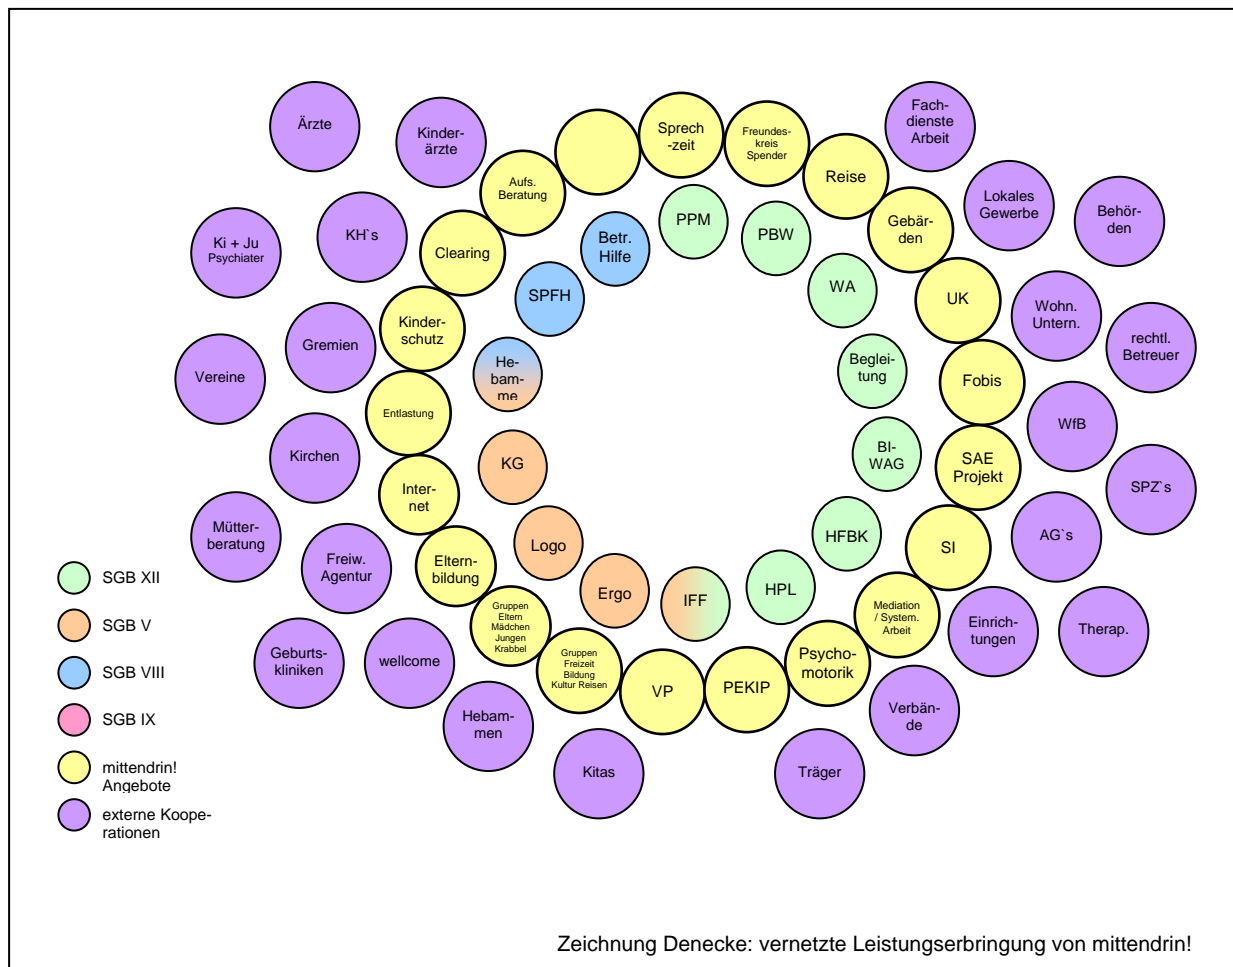 Ärzte
Kinder-
ärzte
Sprech
-zeit
Freundes-
kreis
Spender
Fach-
dienste
Arbeit
Aufs.
Beratung
Reise
Lokales
Gewerbe
Behör-
den
Ki + Ju
Psychiater
KH`s
Clearing
Betr.
Hilfe
PPM
PBW
Gebär-
den
SPFH
WA
UK
Wohn.
Untern.
rechtl.
Betreuer
Vereine
Gremien
Kinder-
schutz
He-
bam-
me
Beglei-
tung
Fobis
Entlastung
WfB
Kirchen
KG
BI-
WAG
SAE
Projekt
SPZ`s
Mütter-
beratung
Inter-
net
Freiw.
Agentur
Eltern-
bildung
Logo
HFBK
SI
AG`s
Ergo
IFF
HPL
Gruppen
Eltern
Mädchen
Jungen
Krabbel
Mediation
/ System.
Arbeit
Einrich-
tungen
Therap.
Geburts-
kliniken
wellcome
Gruppen
Freizeit
Bildung
Kultur Reisen
VP
PEKIP
Psycho-
motorik
Hebam-
men
Verbän-
de
Kitas
Träger
SGB XII
SGB V
SGB VIII
SGB IX
mittendrin!
Angebote
externe Koope-
rationen
Zeichnung Denecke: vernetzte Leistungserbringung von mittendrin!